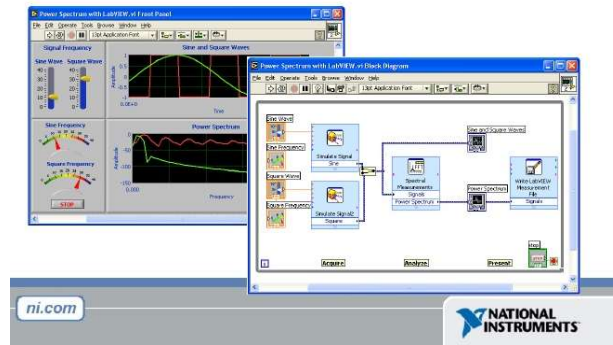 Power Spectrum with LabVIEW.vi Front Panel
File Edit Operate Tools Browse Window Help
13pt Application Font
Signal Frequency
Sine Wave Square Wave
Sine and Square Waves
Amplitude
Time
Sine Frequency
Square Frequency
STOP
Power Spectrum
Amplitude
Frequency
Power Spectrum with LabVIEW.vi Block Diagram
File Edit Operate Tools Browse Window Help
13pt Application Font
Sine Wave
Sine Frequency
Square Wave
Square Frequency
Simulate Signal
Sine
Simulate Signal2
Square
Spectral
Measurements
Signals
Power Spectrum
Sine and Square Waves
Power Spectrum
Write LabVIEW
Measurement
File
Signals
stop
Acquire
Analyze
Present
ni.com
NATIONAL
INSTRUMENTS